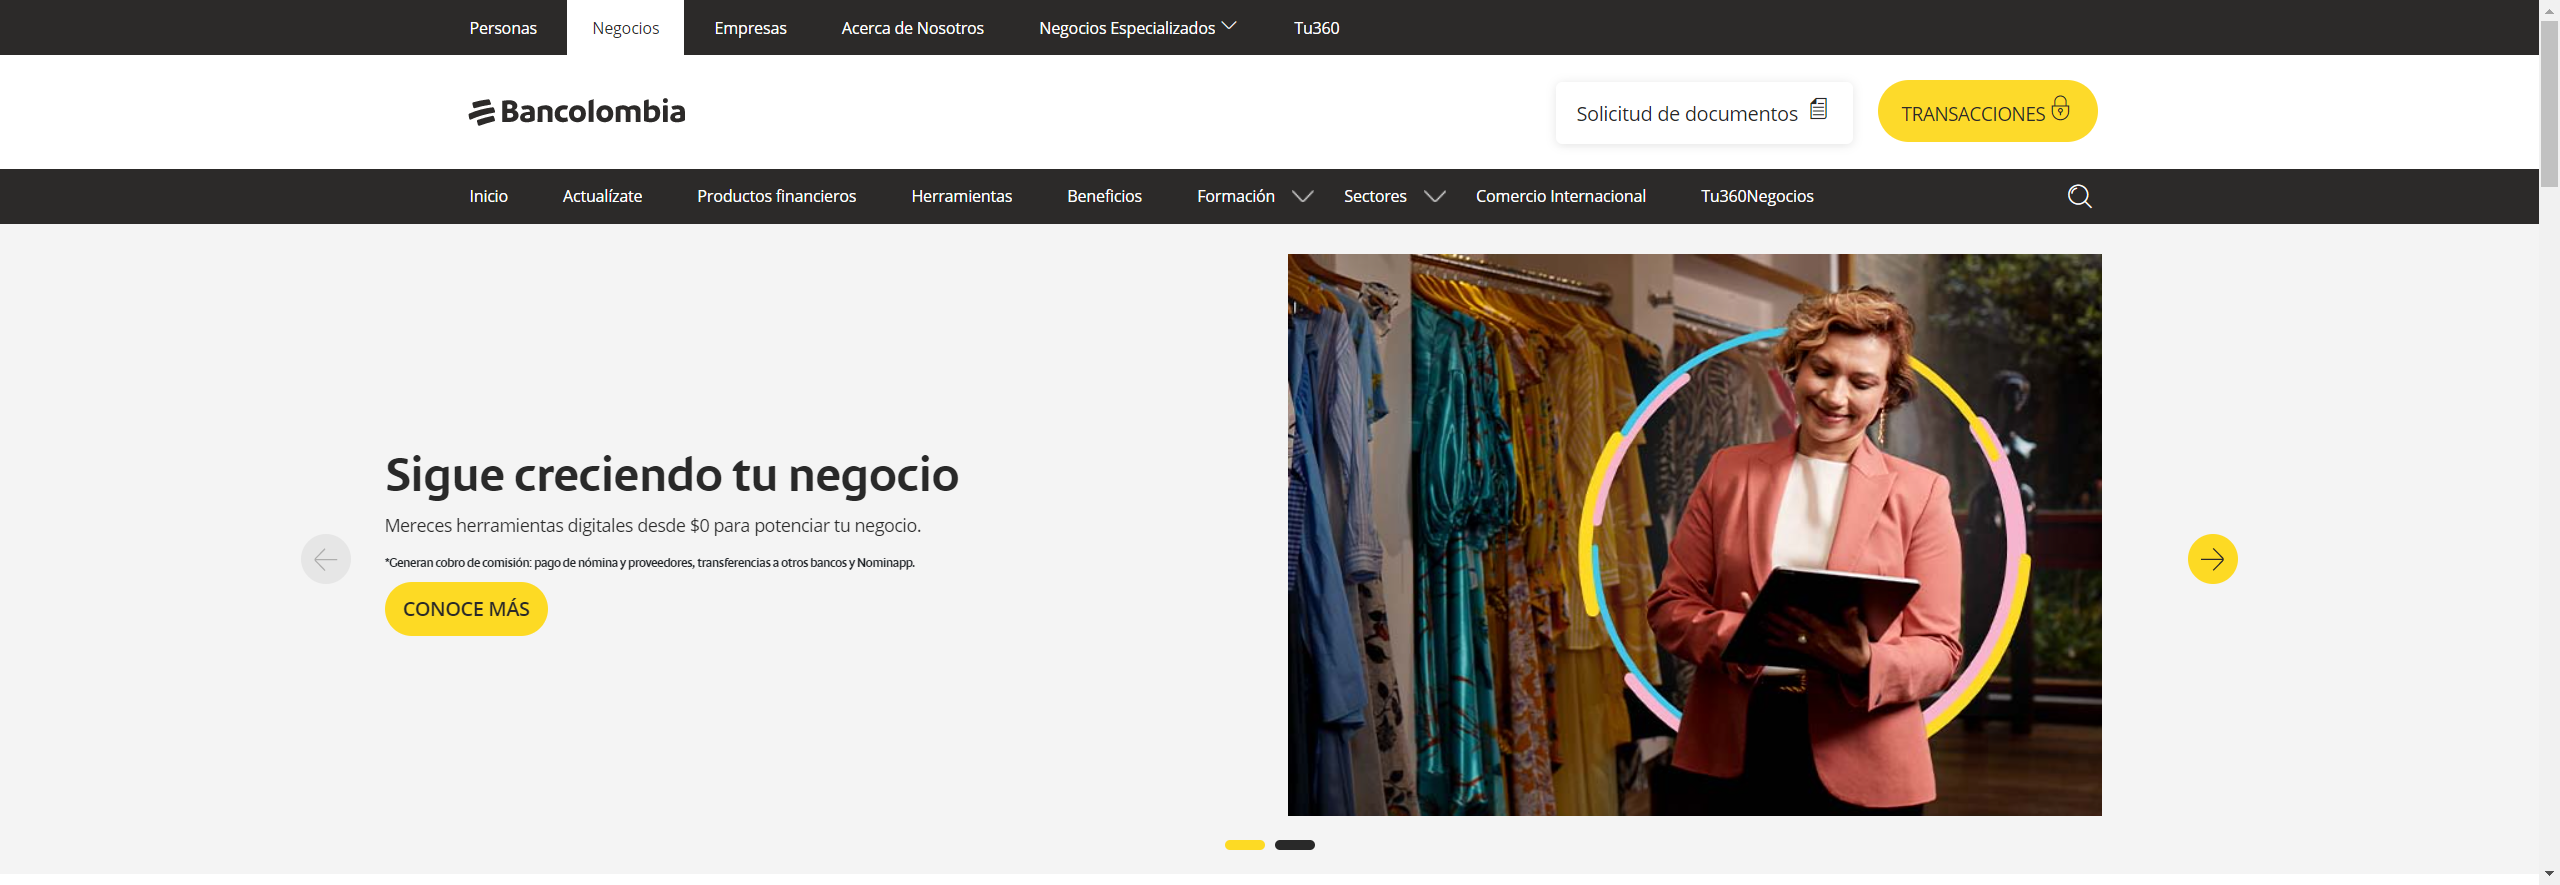 Personas Negocios Empresas Acerca de Nosotros Negocios Especializados Tu360
Bancolombia Solicitud de documentos TRANSACCIONES
Inicio Actualízate Productos financieros Herramientas Beneficios Formación Sectores Comercio Internacional Tu360Negocios
Sigue creciendo tu negocio
Mereces herramientas digitales desde $0 para potenciar tu negocio.
*Generan cobro de comisión: pago de nómina y proveedores, transferencias a otros bancos y Nominapp.
CONOCE MÁS